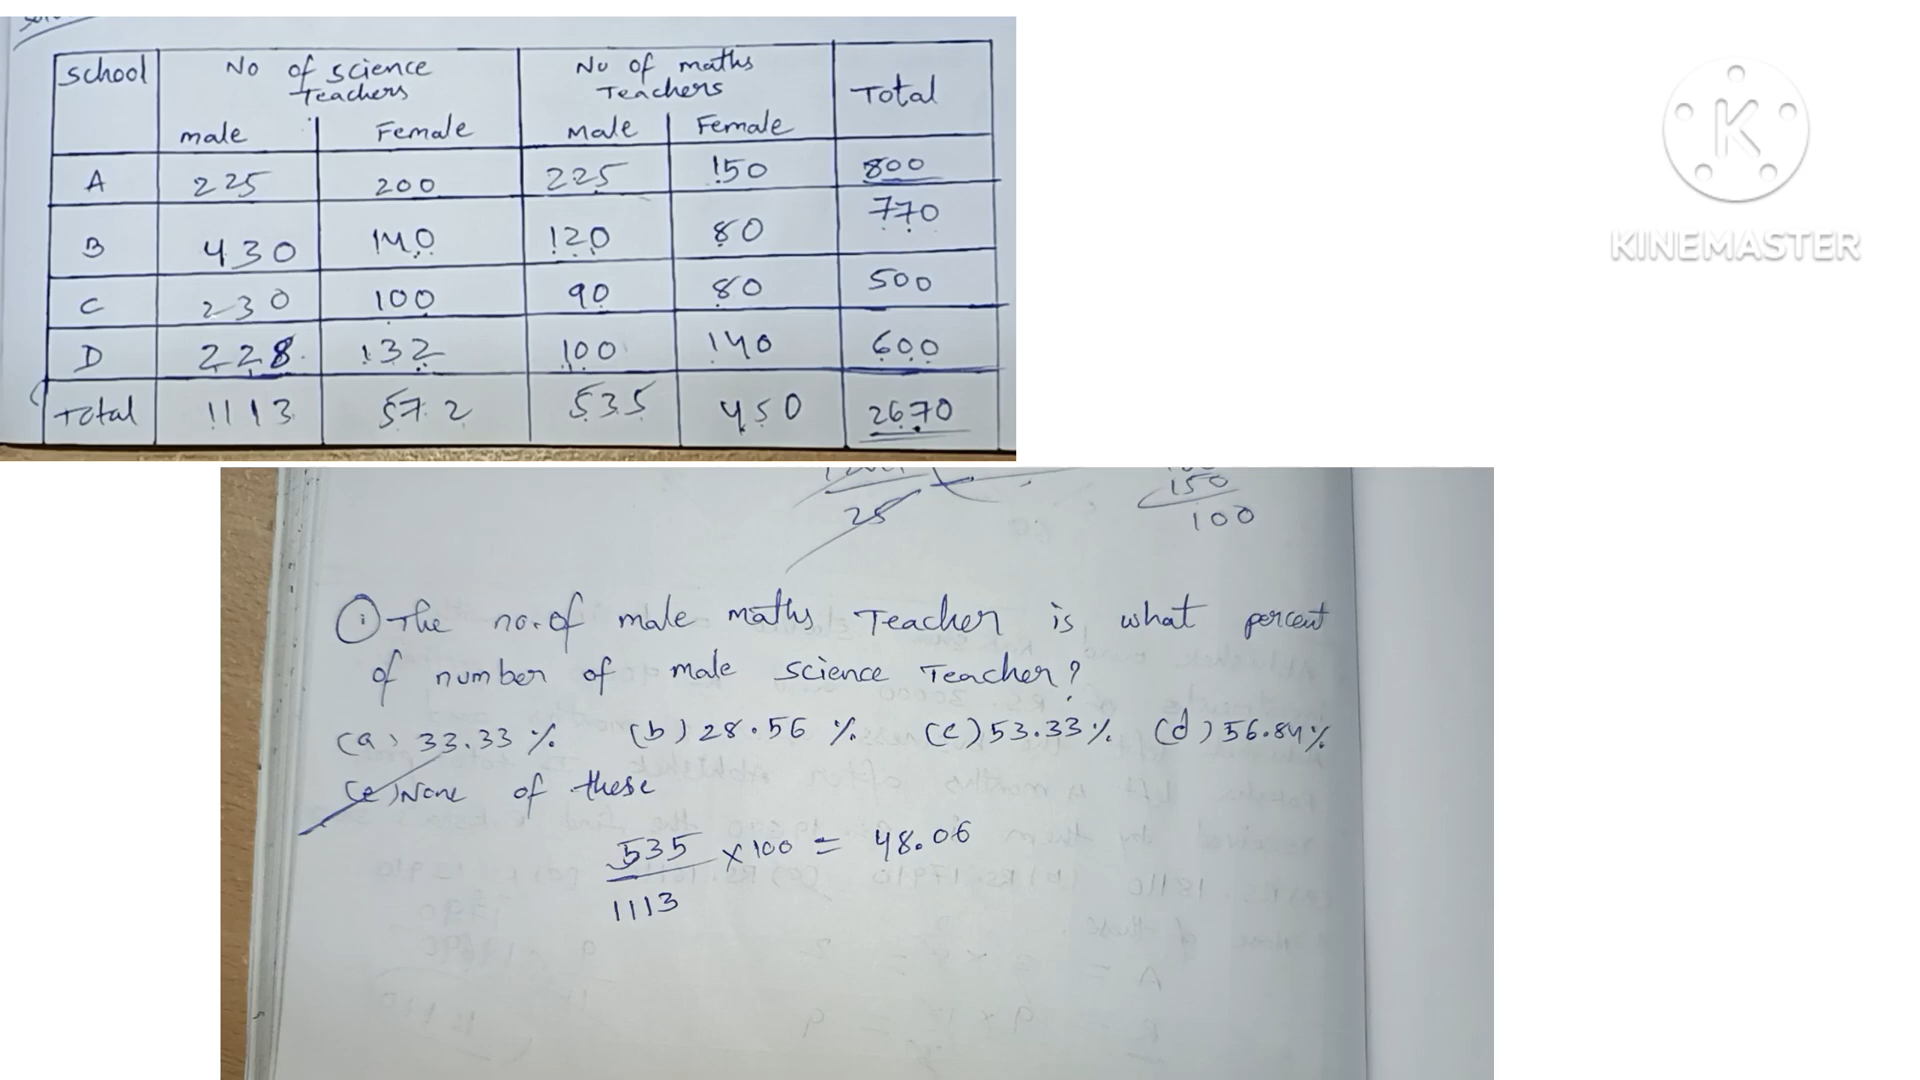 School No of science Teachers No of maths Teachers Total
male Female Male Female
A 225 200 225 150 800
B 430 140 120 80 770
C 230 100 90 80 500
D 228 132 100 140 600
Total 1113 572 535 450 2670
K
KINEMASTER
25
150
100
(i) The no. of male maths Teacher is what percent
of number of male science Teacher?
(a) 33.33 % (b) 28.56 % (c) 53.33 % (d) 56.84 %
(e) None of these
535
× 100 = 48.06
1113